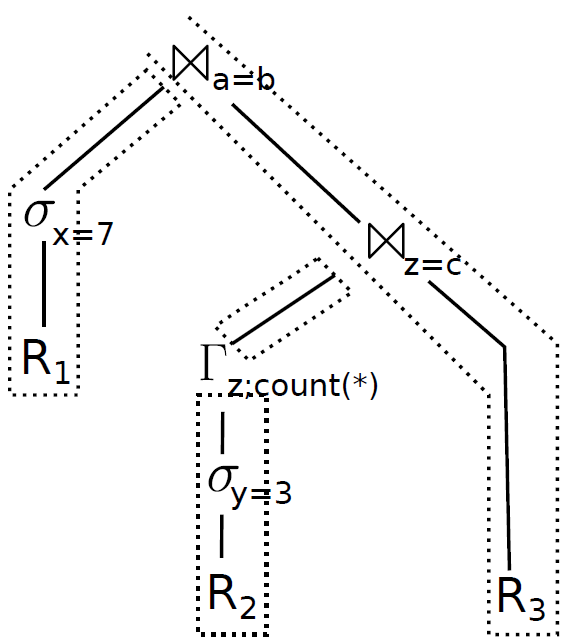 ⋈a=b
σx=7
⋈z=c
R1
Γz;count(*)
σy=3
R2
R3